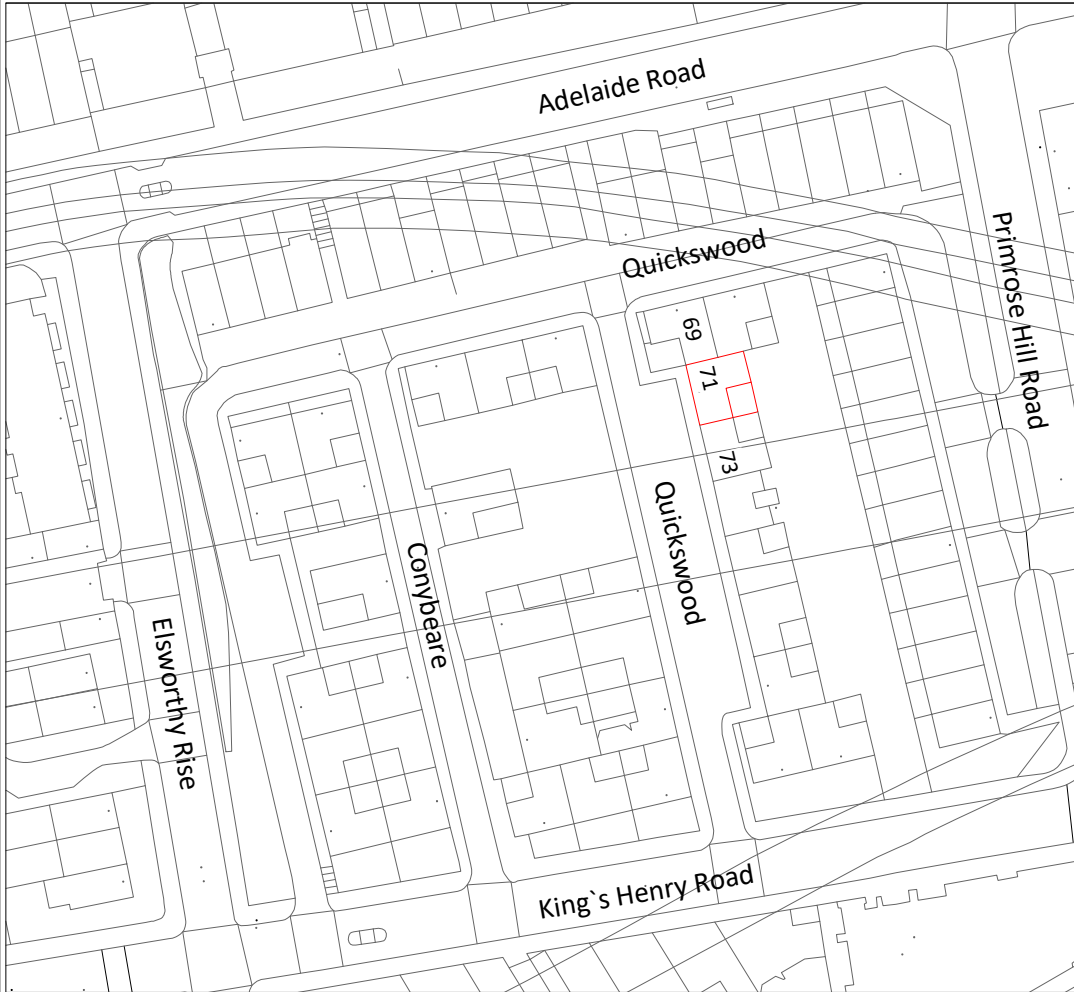 Adelaide Road
Quickswood
Primrose Hill Road
69
71
73
Quickswood
Conybeare
Elsworthy Rise
King`s Henry Road